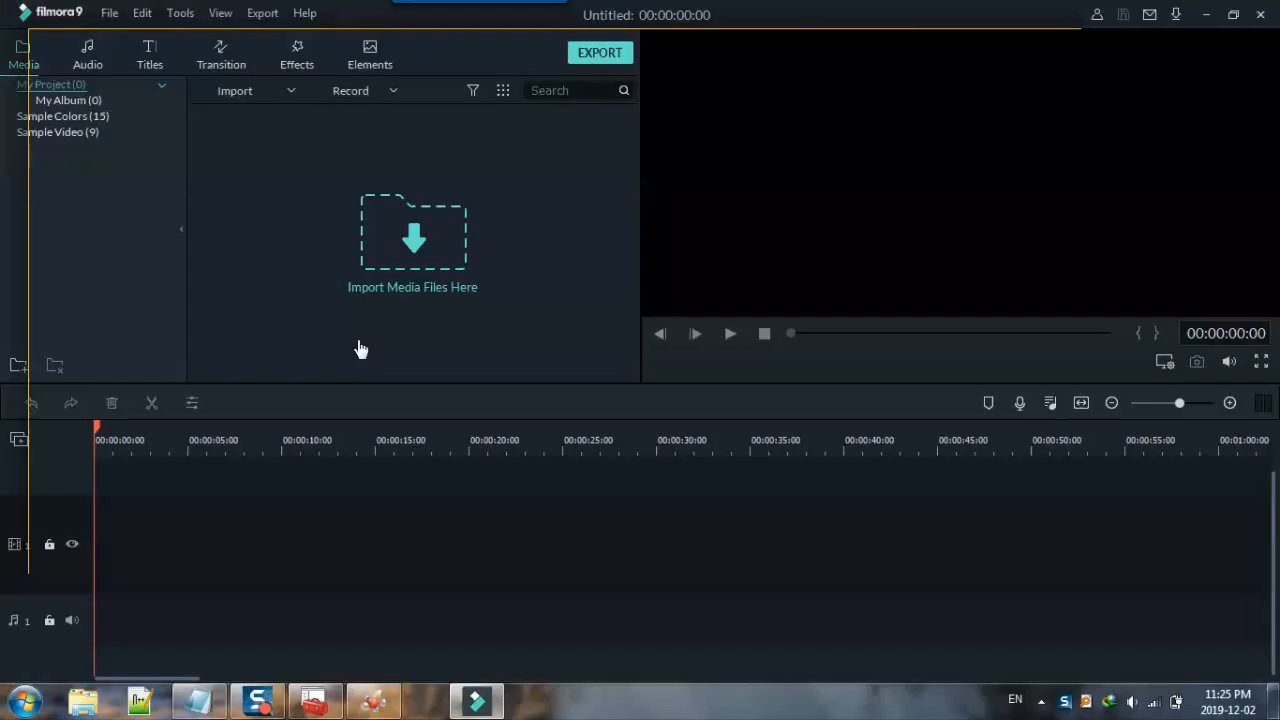 filmora9 File Edit Tools View Export Help Untitled: 00:00:00:00
Media Audio Titles Transition Effects Elements EXPORT
My Project (0)
My Album (0)
Sample Colors (15)
Sample Video (9)
Import Record Search
Import Media Files Here
00:00:00:00
00:00:00:00 00:00:05:00 00:00:10:00 00:00:15:00 00:00:20:00 00:00:25:00 00:00:30:00 00:00:35:00 00:00:40:00 00:00:45:00 00:00:50:00 00:00:55:00 00:01:00:00
1
1
EN 11:25 PM
2019-12-02